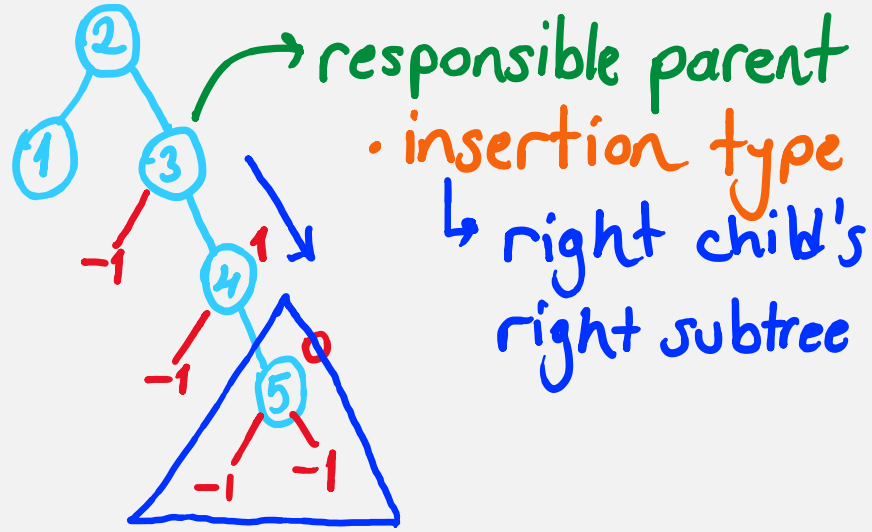 2
responsible parent
1
3
· insertion type
-1
1
right child's
4
right subtree
0
-1
5
-1
-1